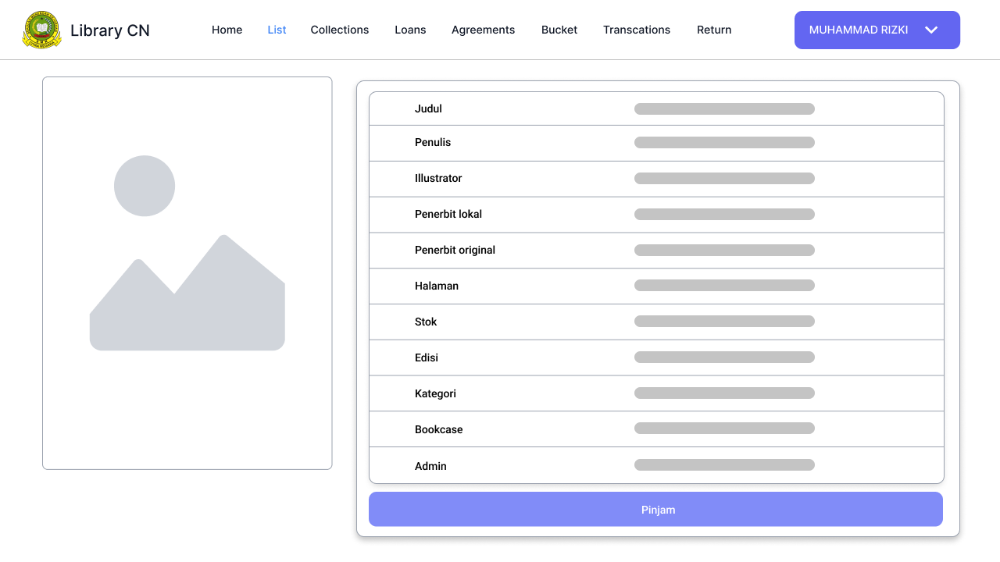 Library CN
Home List Collections Loans Agreements Bucket Transcations Return
MUHAMMAD RIZKI
Judul
Penulis
Illustrator
Penerbit lokal
Penerbit original
Halaman
Stok
Edisi
Kategori
Bookcase
Admin
Pinjam